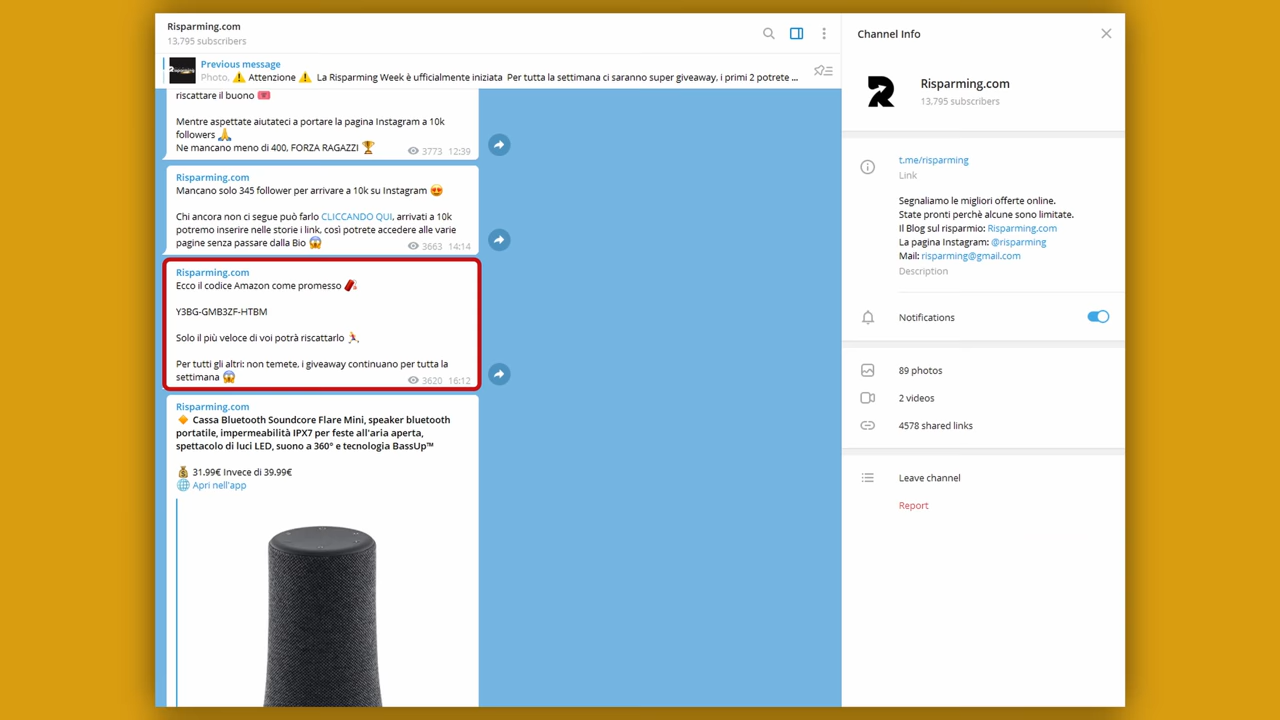 Risparming.com
13,795 subscribers
Previous message
Photo, ⚠️ Attenzione ⚠️ La Risparming Week è ufficialmente iniziata Per tutta la settimana ci saranno super giveaway, i primi 2 potrete ...
riscattare il buono 🎟️
Mentre aspettate aiutateci a portare la pagina Instagram a 10k
followers 🙏
Ne mancano meno di 400, FORZA RAGAZZI 🏆
3773 12:39
Risparming.com
Mancano solo 345 follower per arrivare a 10k su Instagram 😍
Chi ancora non ci segue può farlo CLICCANDO QUI, arrivati a 10k
potremo inserire nelle storie i link, così potrete accedere alle varie
pagine senza passare dalla Bio 😱
3663 14:14
Risparming.com
Ecco il codice Amazon come promesso 🧧
Y3BG-GMB3ZF-HTBM
Solo il più veloce di voi potrà riscattarlo 🏃
Per tutti gli altri: non temete, i giveaway continuano per tutta la
settimana 😱
3620 16:12
Risparming.com
🔶 Cassa Bluetooth Soundcore Flare Mini, speaker bluetooth
portatile, impermeabilità IPX7 per feste all'aria aperta,
spettacolo di luci LED, suono a 360° e tecnologia BassUp™
💰 31.99€ Invece di 39.99€
🌐 Apri nell'app
Channel Info
Risparming.com
13,795 subscribers
t.me/risparming
Link
Segnaliamo le migliori offerte online.
State pronti perchè alcune sono limitate.
Il Blog sul risparmio: Risparming.com
La pagina Instagram: @risparming
Mail: risparming@gmail.com
Description
Notifications
89 photos
2 videos
4578 shared links
Leave channel
Report